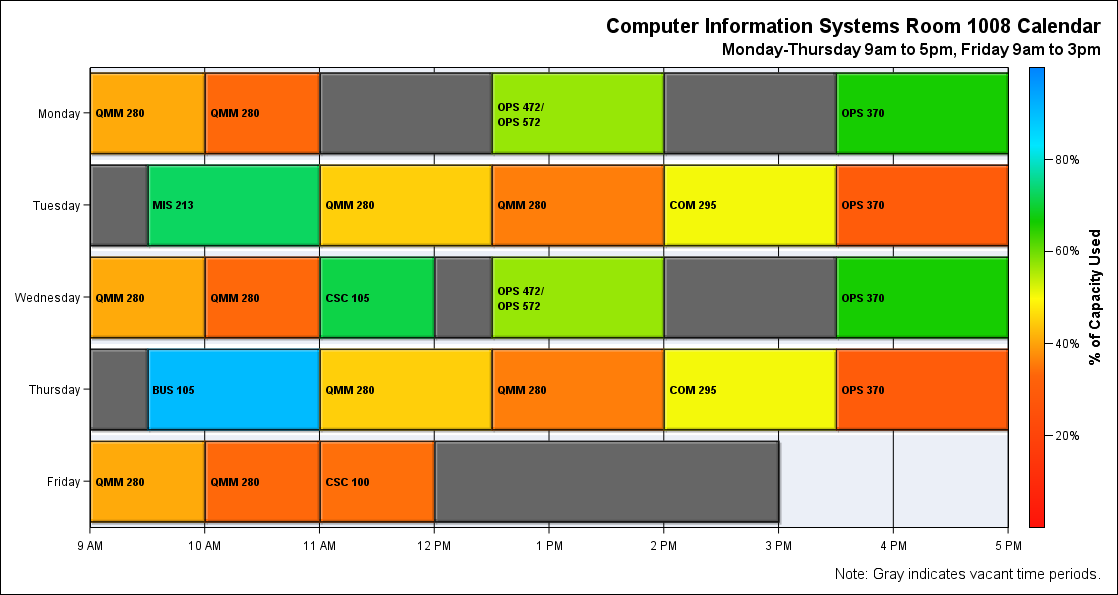 Computer Information Systems Room 1008 Calendar
Monday-Thursday 9am to 5pm, Friday 9am to 3pm
Monday
QMM 280
QMM 280
OPS 472/
OPS 572
OPS 370
Tuesday
MIS 213
QMM 280
QMM 280
COM 295
OPS 370
Wednesday
QMM 280
QMM 280
CSC 105
OPS 472/
OPS 572
OPS 370
Thursday
BUS 105
QMM 280
QMM 280
COM 295
OPS 370
Friday
QMM 280
QMM 280
CSC 100
9 AM
10 AM
11 AM
12 PM
1 PM
2 PM
3 PM
4 PM
5 PM
80%
60%
40%
20%
% of Capacity Used
Note: Gray indicates vacant time periods.